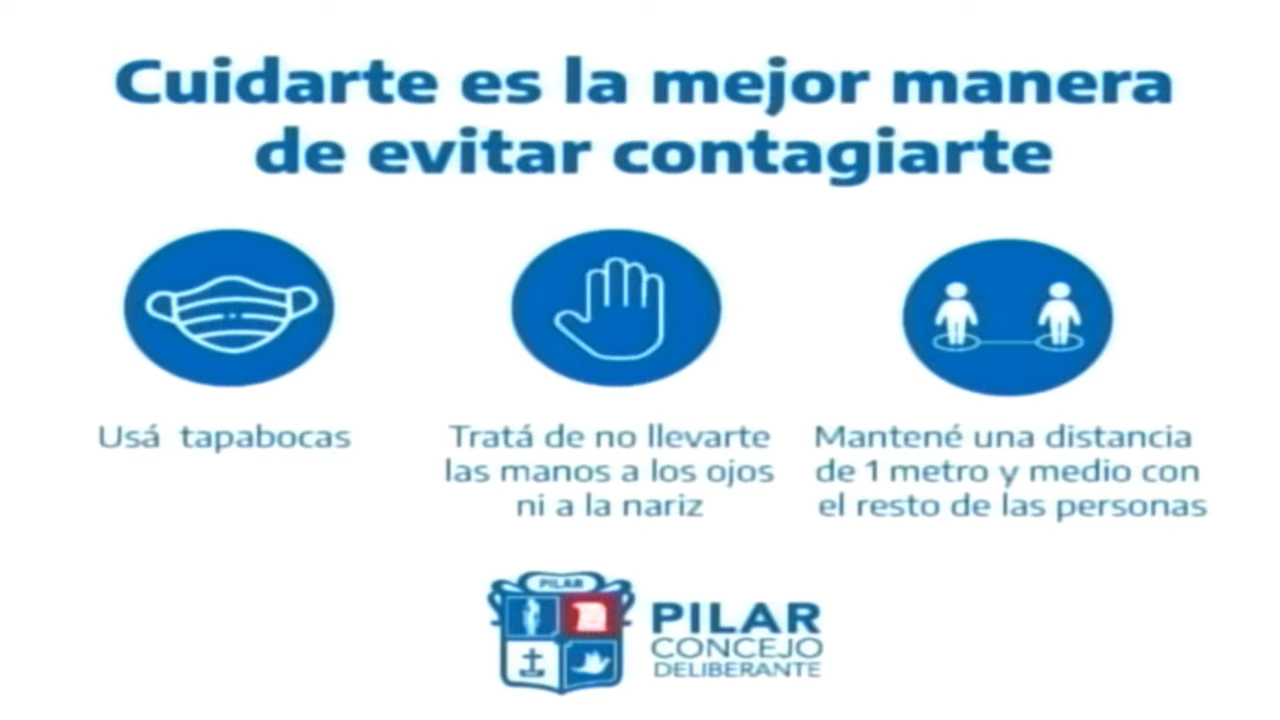 Cuidarte es la mejor manera
de evitar contagiarte
Usá tapabocas
Tratá de no llevarte
las manos a los ojos
ni a la nariz
Mantené una distancia
de 1 metro y medio con
el resto de las personas
PILAR
PILAR
CONCEJO
DELIBERANTE